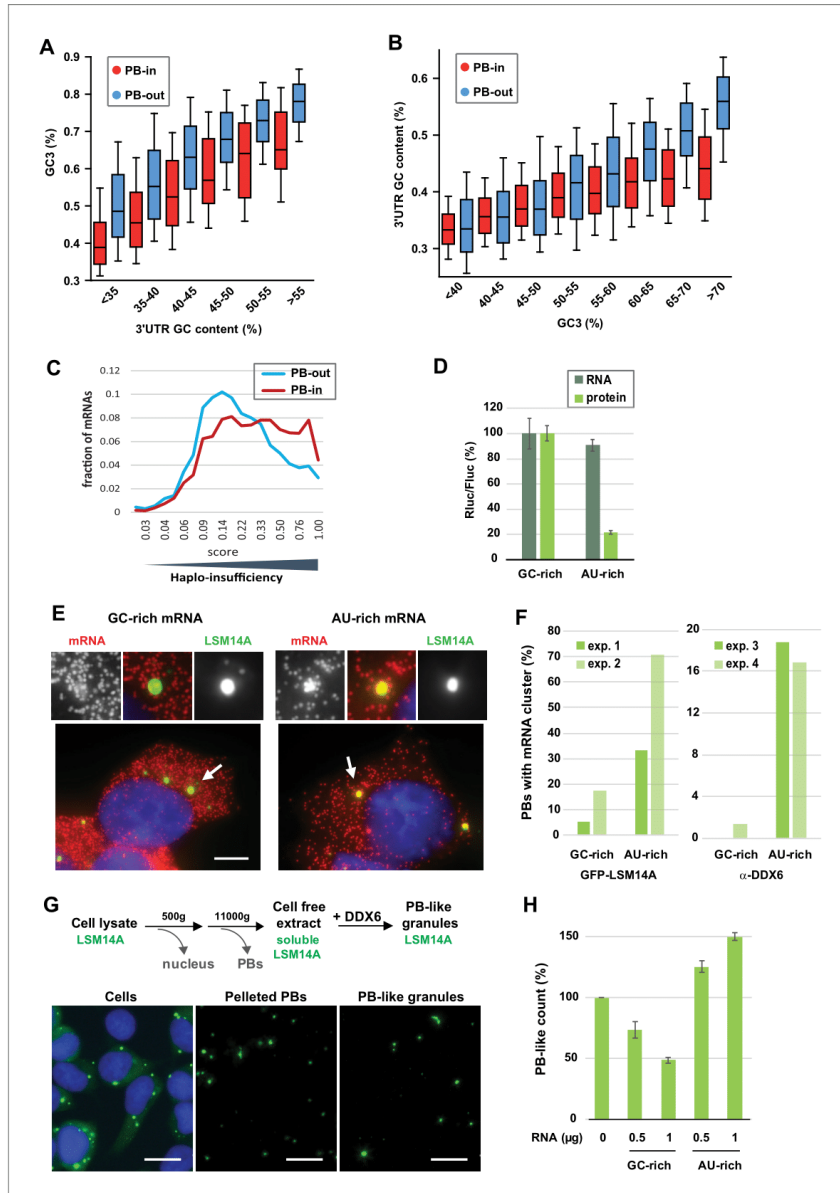 A
PB-in
PB-out
GC3 (%)
0.9
0.8
0.7
0.6
0.5
0.4
0.3
<35
35-40
40-45
45-50
50-55
>55
3'UTR GC content (%)
B
PB-in
PB-out
3'UTR GC content (%)
0.6
0.5
0.4
0.3
<40
40-45
45-50
50-55
55-60
60-65
65-70
>70
GC3 (%)
C
PB-out
PB-in
fraction of mRNAs
0.12
0.1
0.08
0.06
0.04
0.02
0
0.03
0.04
0.06
0.09
0.14
0.22
0.33
0.50
0.76
1.00
score
Haplo-insufficiency
D
RNA
protein
Rluc/Fluc (%)
120
100
80
60
40
20
0
GC-rich
AU-rich
E
GC-rich mRNA
AU-rich mRNA
mRNA
LSM14A
mRNA
LSM14A
F
PBs with mRNA cluster (%)
80
70
60
50
40
30
20
10
0
exp. 1
exp. 2
GC-rich
AU-rich
GFP-LSM14A
20
16
12
8
4
0
exp. 3
exp. 4
GC-rich
AU-rich
α-DDX6
G
Cell lysate
LSM14A
500g
nucleus
11000g
PBs
Cell free
extract
soluble
LSM14A
+ DDX6
PB-like
granules
LSM14A
Cells
Pelleted PBs
PB-like granules
H
PB-like count (%)
150
100
50
0
RNA (µg)
0
0.5
1
0.5
1
GC-rich
AU-rich